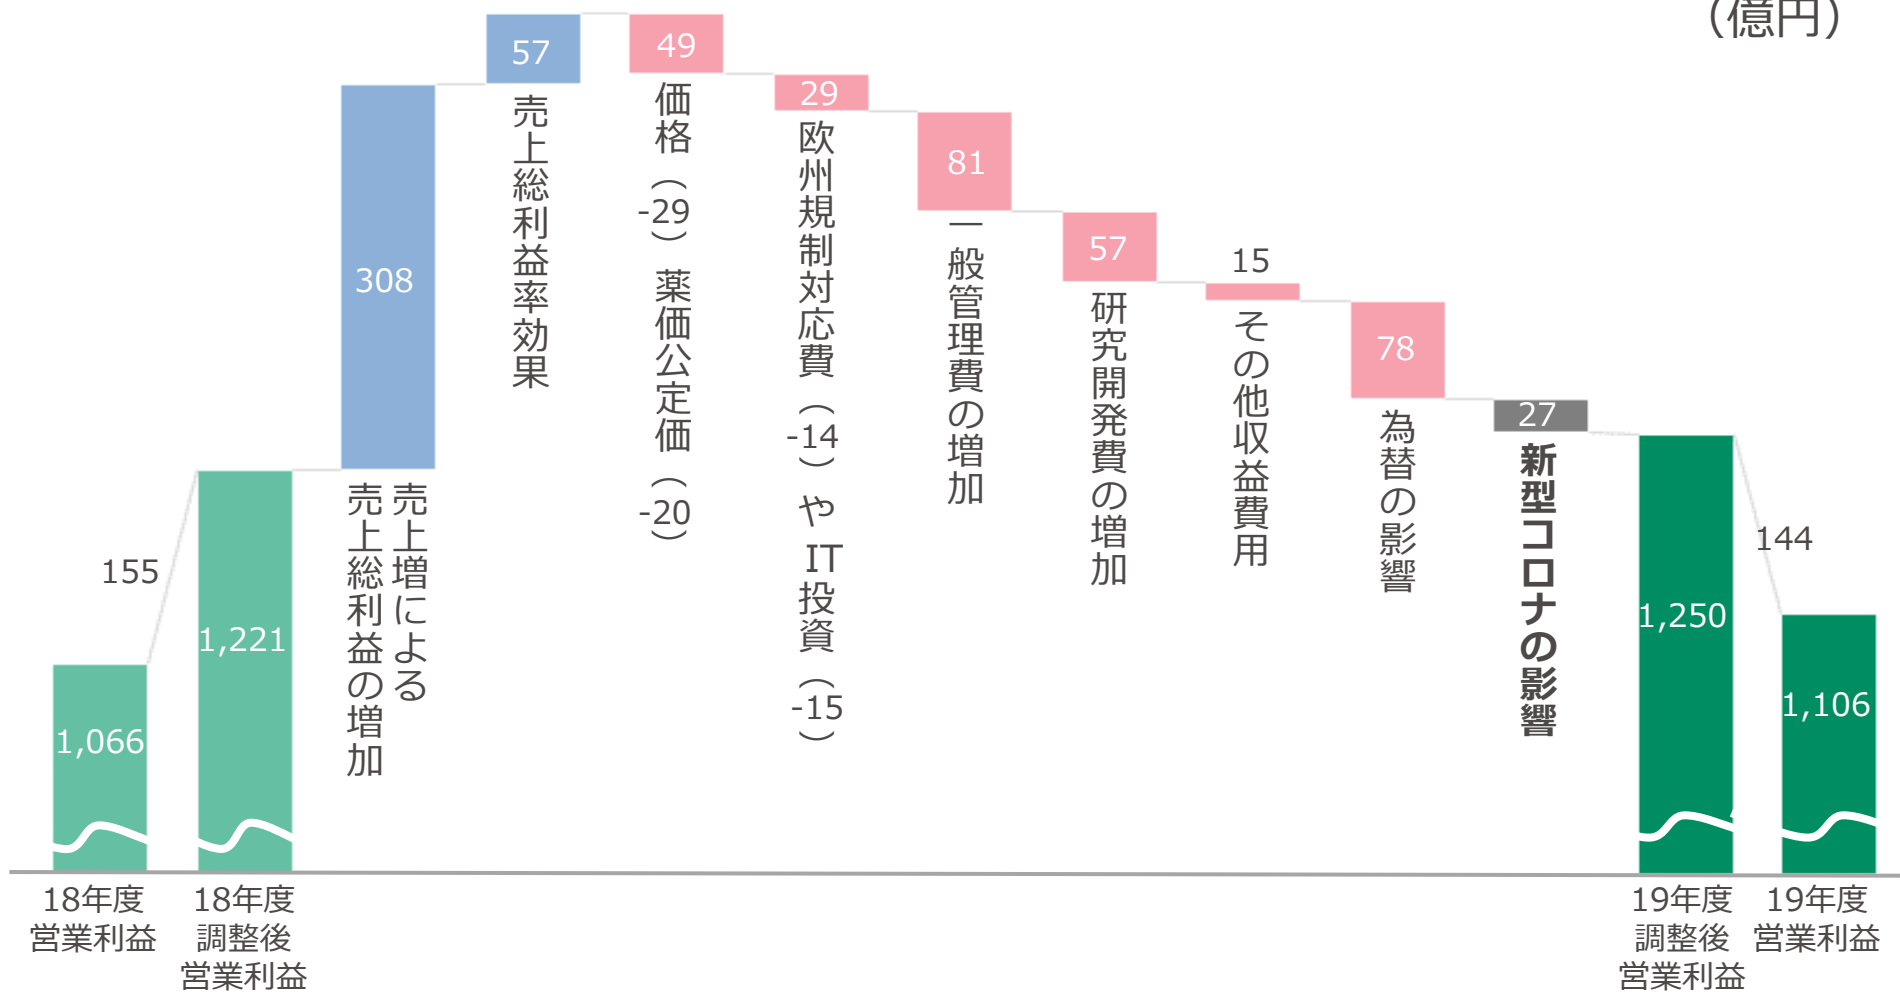 （億円）
1,066
155
1,221
308
57
49
29
81
57
15
78
27
1,250
144
1,106
売上増による
売上総利益の増加
売上総利益率効果
価格（-29）薬価公定価（-20）
欧州規制対応費（-14）やIT投資（-15）
一般管理費の増加
研究開発費の増加
その他収益費用
為替の影響
新型コロナの影響
18年度
営業利益
18年度
調整後
営業利益
19年度
調整後
営業利益
19年度
営業利益